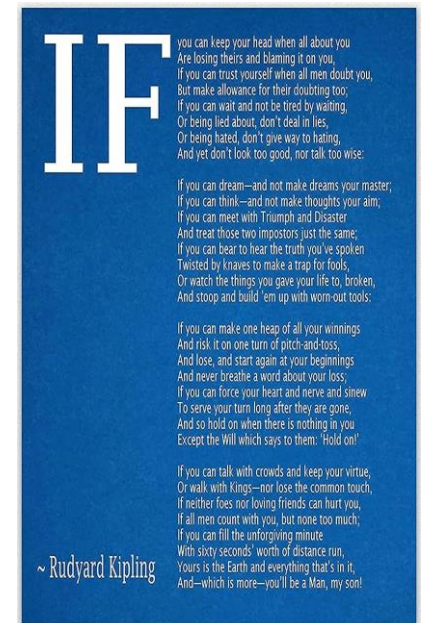 IF
you can keep your head when all about you
Are losing theirs and blaming it on you,
If you can trust yourself when all men doubt you,
But make allowance for their doubting too;
If you can wait and not be tired by waiting,
Or being lied about, don't deal in lies,
Or being hated, don't give way to hating,
And yet don't look too good, nor talk too wise:
If you can dream—and not make dreams your master;
If you can think—and not make thoughts your aim;
If you can meet with Triumph and Disaster
And treat those two impostors just the same;
If you can bear to hear the truth you've spoken
Twisted by knaves to make a trap for fools,
Or watch the things you gave your life to, broken,
And stoop and build 'em up with worn-out tools:
If you can make one heap of all your winnings
And risk it on one turn of pitch-and-toss,
And lose, and start again at your beginnings
And never breathe a word about your loss;
If you can force your heart and nerve and sinew
To serve your turn long after they are gone,
And so hold on when there is nothing in you
Except the Will which says to them: 'Hold on!'
If you can talk with crowds and keep your virtue,
Or walk with Kings—nor lose the common touch,
If neither foes nor loving friends can hurt you,
If all men count with you, but none too much;
If you can fill the unforgiving minute
With sixty seconds' worth of distance run,
Yours is the Earth and everything that's in it,
And—which is more—you'll be a Man, my son!
~ Rudyard Kipling